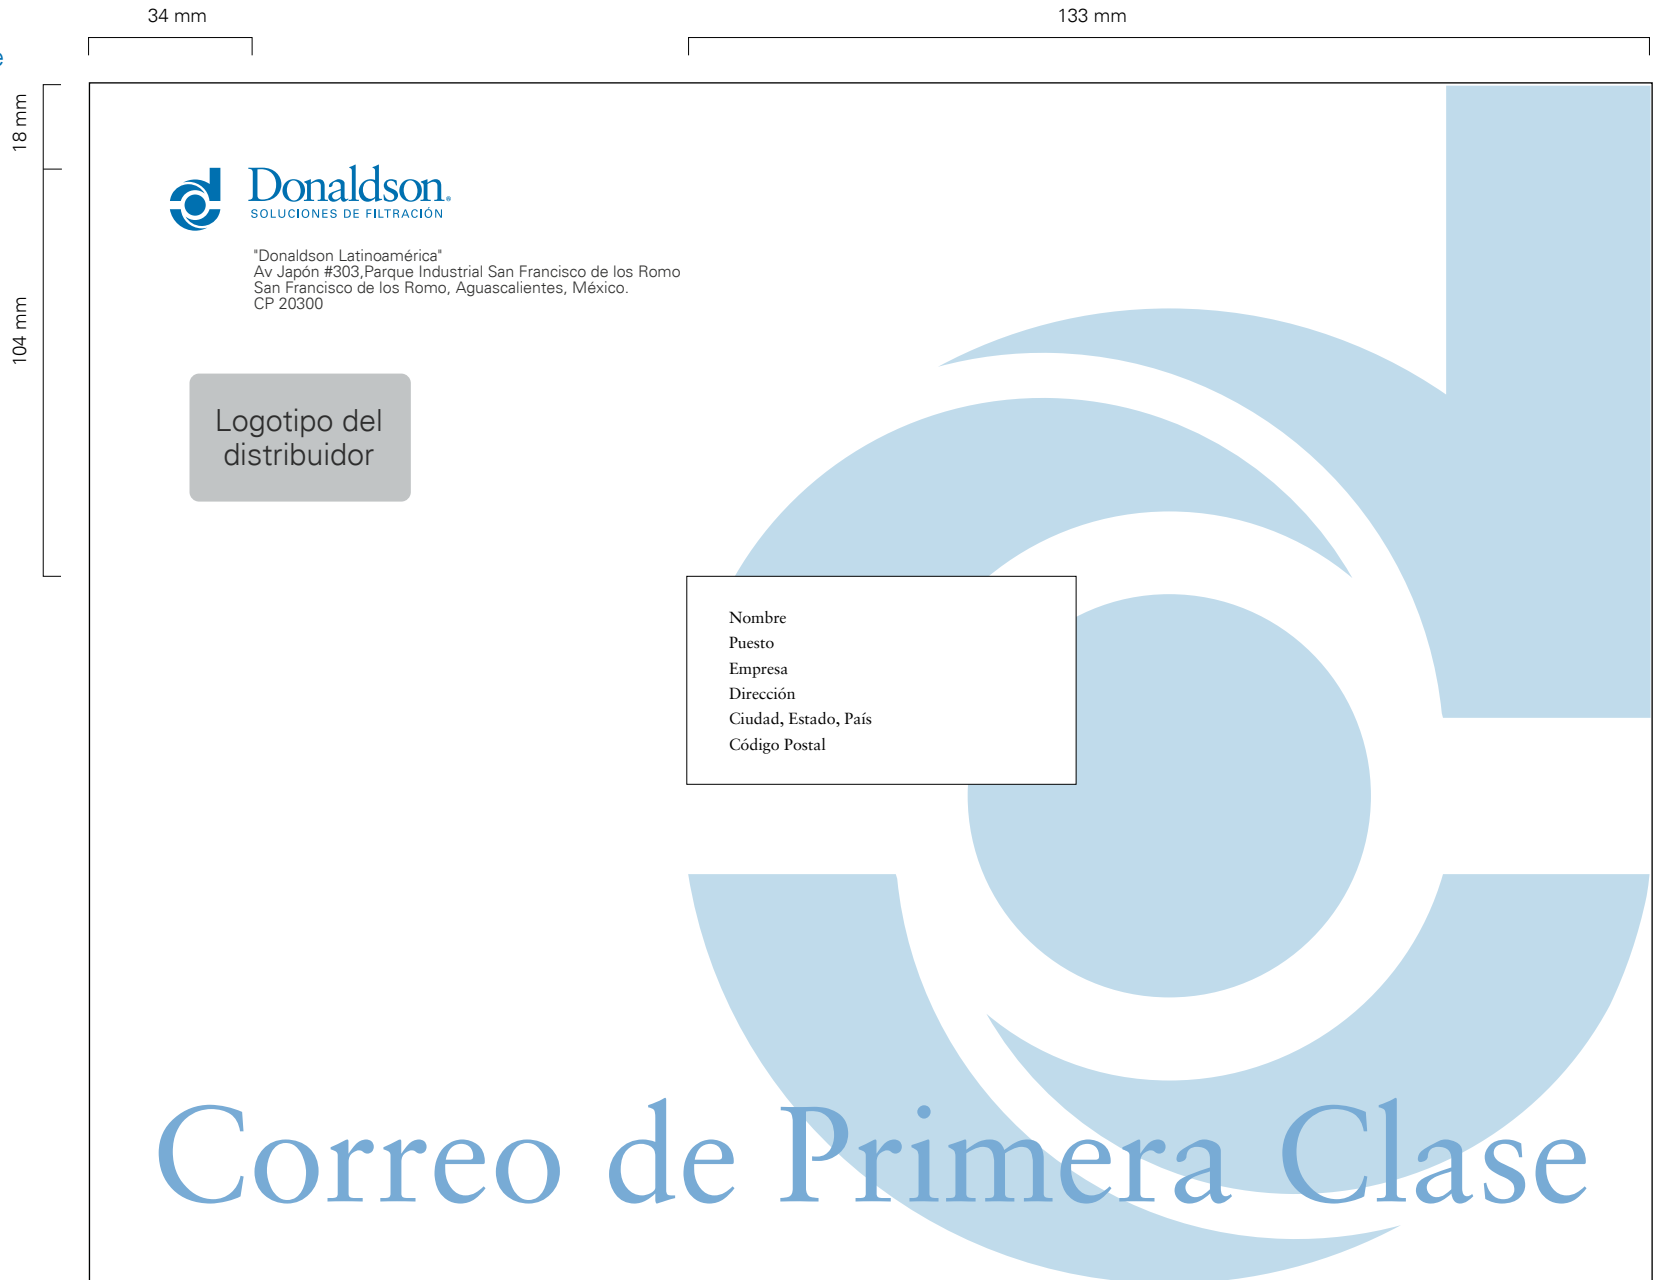 34 mm
133 mm
e
18 mm
104 mm
Donaldson®
SOLUCIONES DE FILTRACIÓN
"Donaldson Latinoamérica"
Av Japón #303,Parque Industrial San Francisco de los Romo
San Francisco de los Romo, Aguascalientes, México.
CP 20300
Logotipo del
distribuidor
Nombre
Puesto
Empresa
Dirección
Ciudad, Estado, País
Código Postal
Correo de Primera Clase